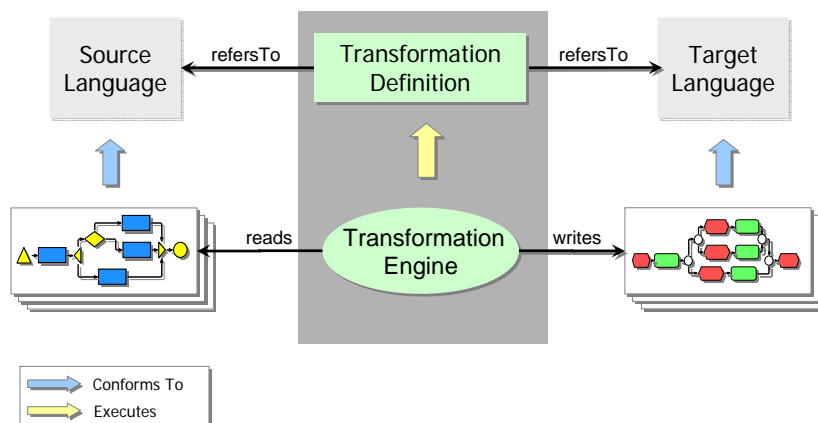 Source
Language
refersTo
Transformation
Definition
refersTo
Target
Language
reads
Transformation
Engine
writes
Conforms To
Executes